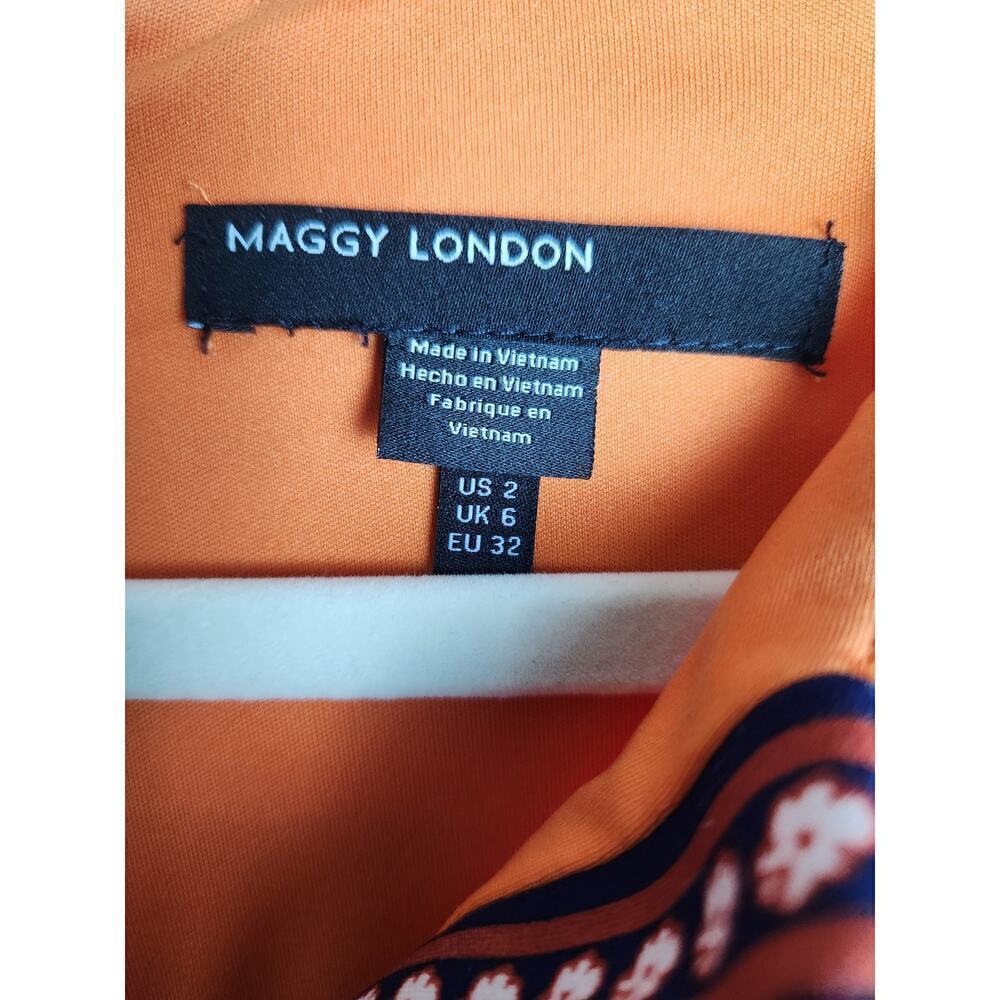 MAGGY LONDON
Made in Vietnam
Hecho en Vietnam
Fabrique en
Vietnam
US 2
UK 6
EU 32